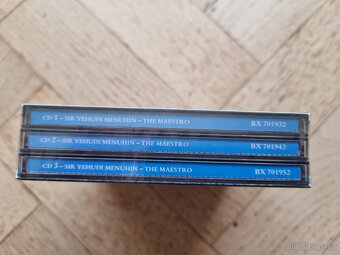 CD 1 – SIR YEHUDI MENUHIN – THE MAESTRO BX 701932
CD 2 – SIR YEHUDI MENUHIN – THE MAESTRO BX 701942
CD 3 – SIR YEHUDI MENUHIN – THE MAESTRO BX 701952